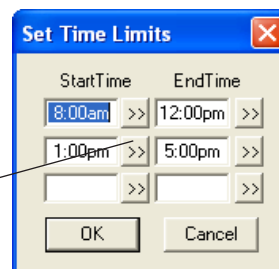 Set Time Limits
StartTime EndTime
8:00am >> 12:00pm >>
1:00pm >> 5:00pm >>
>> >>
OK Cancel